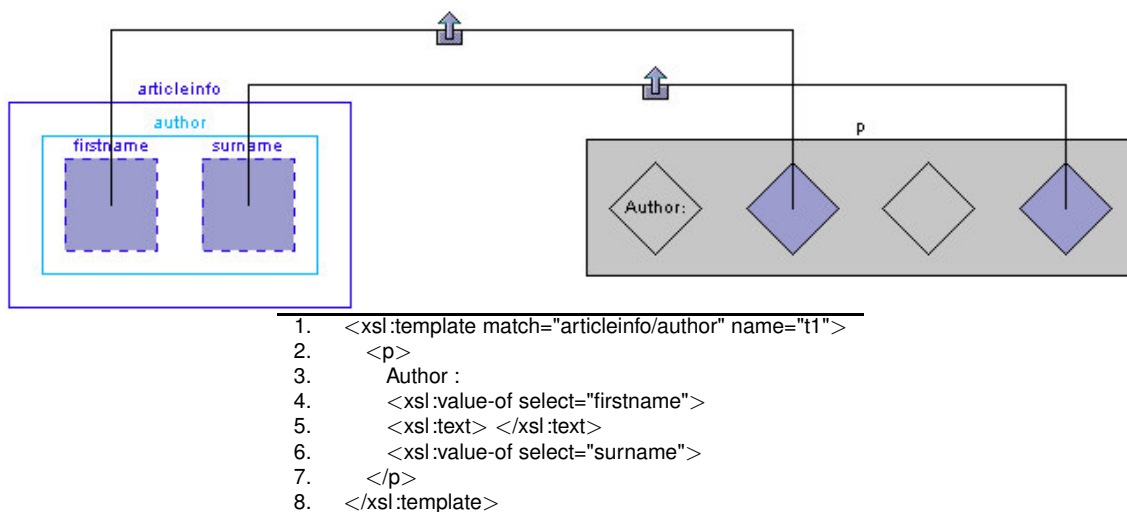 articleinfo
author
firstname surname
p
Author:
1. <xsl:template match="articleinfo/author" name="t1">
2. <p>
3. Author :
4. <xsl:value-of select="firstname">
5. <xsl:text> </xsl:text>
6. <xsl:value-of select="surname">
7. </p>
8. </xsl:template>